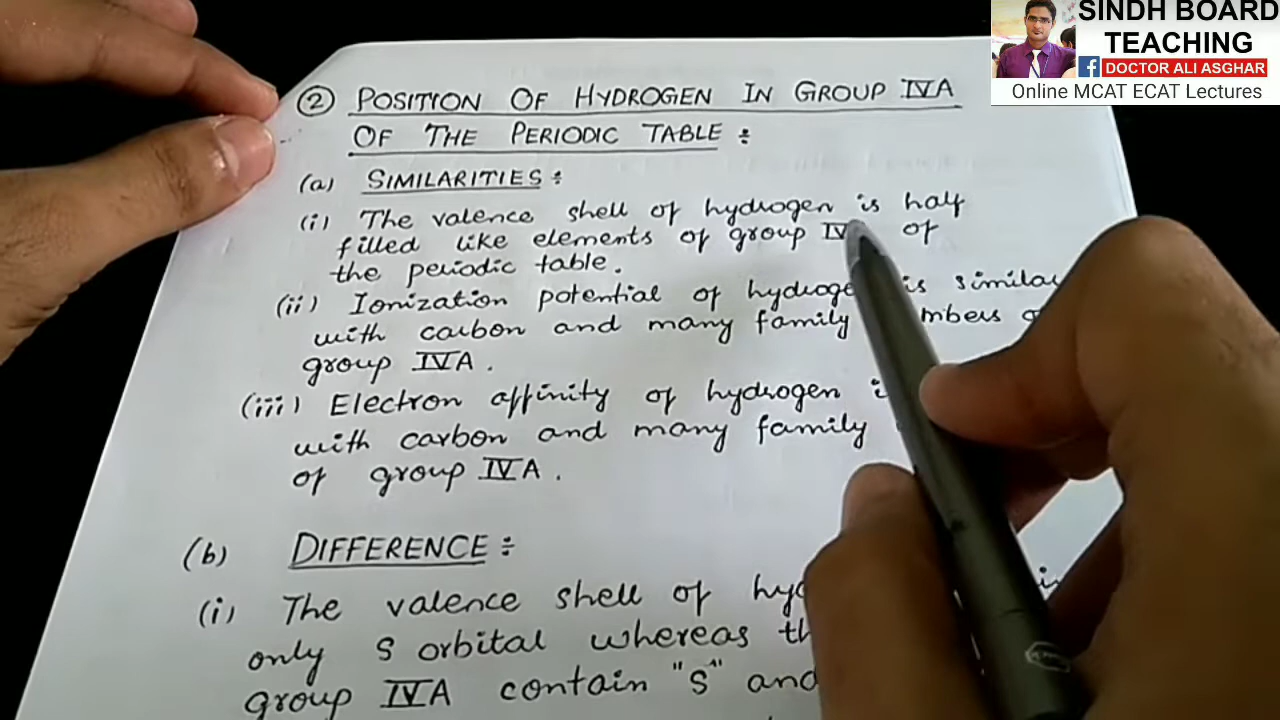 SINDH BOARD
TEACHING
f DOCTOR ALI ASGHAR
Online MCAT ECAT Lectures
② POSITION OF HYDROGEN IN GROUP IVA
OF THE PERIODIC TABLE :
(a) SIMILARITIES :
(i) The valence shell of hydrogen is half
filled like elements of group of
the periodic table.
(ii) Ionization potential of is
with carbon and many family
group IVA.
(iii) Electron affinity of hydrogen
with carbon and many family
of group IVA.
(b) DIFFERENCE :
(i) The valence shell of
only S orbital whereas
group IVA contain "S" and